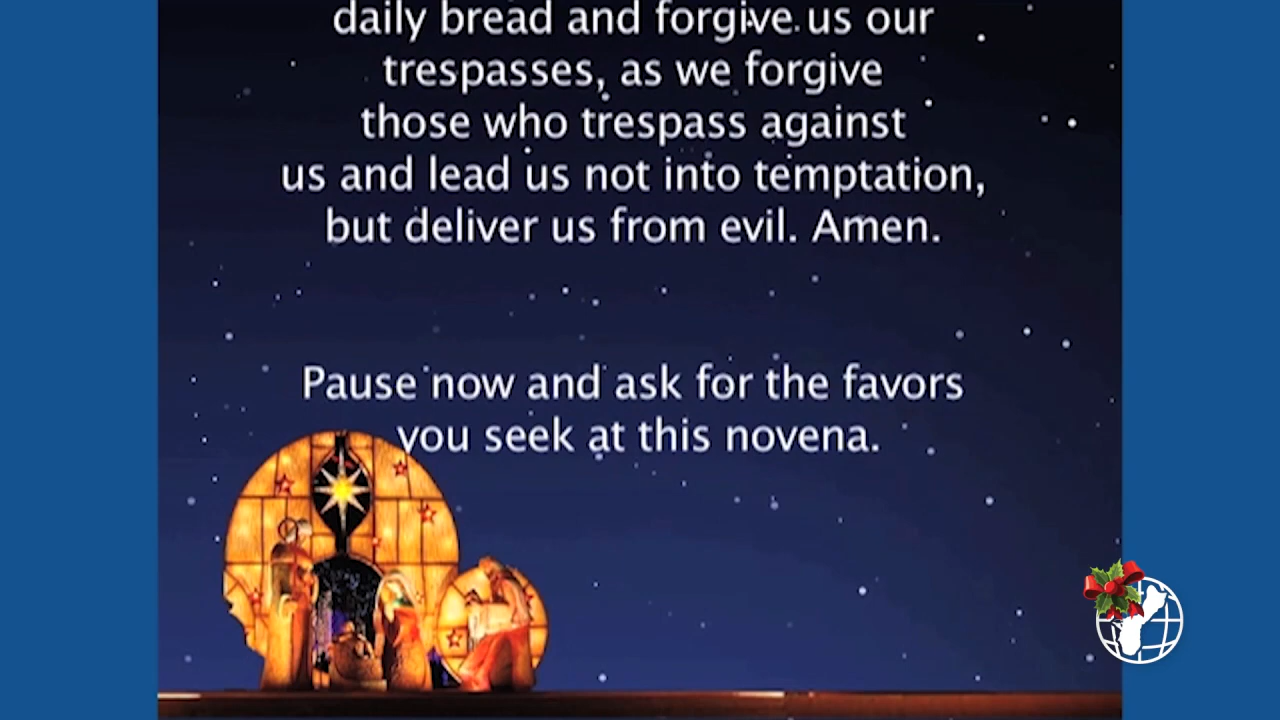 daily bread and forgive us our
trespasses, as we forgive
those who trespass against
us and lead us not into temptation,
but deliver us from evil. Amen.
Pause now and ask for the favors
you seek at this novena.